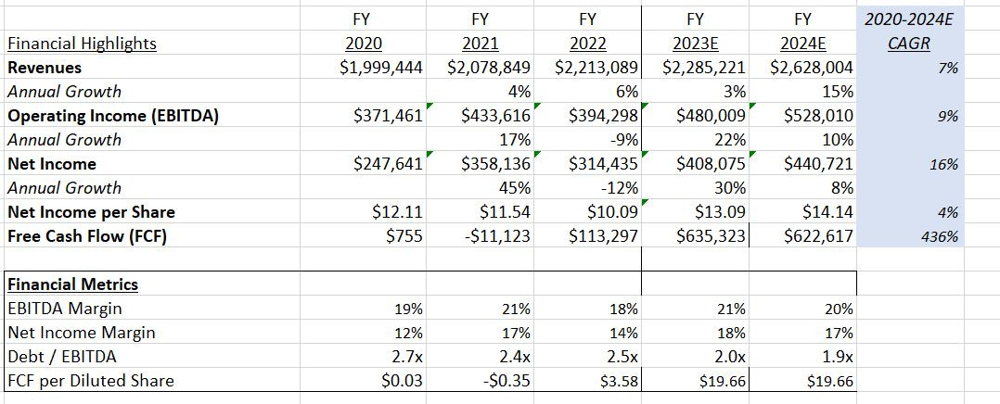 FY FY FY FY FY 2020-2024E
Financial Highlights 2020 2021 2022 2023E 2024E CAGR
Revenues $1,999,444 $2,078,849 $2,213,089 $2,285,221 $2,628,004 7%
Annual Growth 4% 6% 3% 15%
Operating Income (EBITDA) $371,461 $433,616 $394,298 $480,009 $528,010 9%
Annual Growth 17% -9% 22% 10%
Net Income $247,641 $358,136 $314,435 $408,075 $440,721 16%
Annual Growth 45% -12% 30% 8%
Net Income per Share $12.11 $11.54 $10.09 $13.09 $14.14 4%
Free Cash Flow (FCF) $755 -$11,123 $113,297 $635,323 $622,617 436%
Financial Metrics
EBITDA Margin 19% 21% 18% 21% 20%
Net Income Margin 12% 17% 14% 18% 17%
Debt / EBITDA 2.7x 2.4x 2.5x 2.0x 1.9x
FCF per Diluted Share $0.03 -$0.35 $3.58 $19.66 $19.66